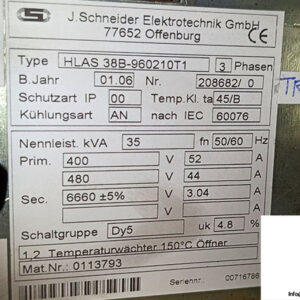 J.Schneider Elektrotechnik GmbH
77652 Offenburg
CE
Type HLAS 38B-960210T1 3 Phases
B.Jahr 01.06 Nr. 208682/ 0
Schutzart IP 00 Temp.Kl. ta 45/B
Kühlungsart AN nach IEC 60076
Nennleist. kVA 35 fn 50/60 Hz
Prim. 400 V 52 A
480 V 44 A
Sec. 6660 ±5% V 3.04 A
V A
Schaltgruppe Dy5 uk 4.8 %
1,2 Temperaturwächter 150°C Öffner
Mat.Nr.: 0113793
Seriennr.: 00716786